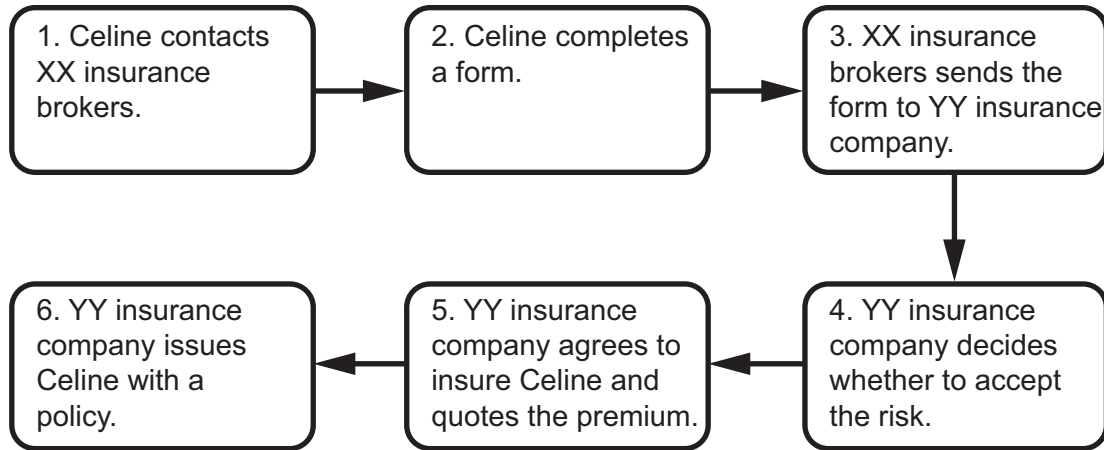 1. Celine contacts
XX insurance
brokers.
2. Celine completes
a form.
3. XX insurance
brokers sends the
form to YY insurance
company.
4. YY insurance
company decides
whether to accept
the risk.
5. YY insurance
company agrees to
insure Celine and
quotes the premium.
6. YY insurance
company issues
Celine with a
policy.